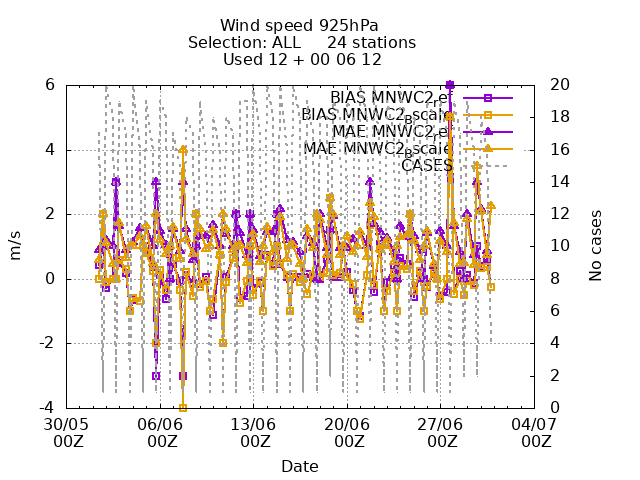 Wind speed 925hPa
Selection: ALL     24 stations
Used 12 + 00 06 12
BIAS MNWC2_ref
BIAS MNWC2_Bscale
MAE MNWC2_ref
MAE MNWC2_Bscale
CASES
m/s
6
4
2
0
-2
-4
No cases
20
18
16
14
12
10
8
6
4
2
0
30/05 06/06 13/06 20/06 27/06 04/07
00Z 00Z 00Z 00Z 00Z 00Z
Date